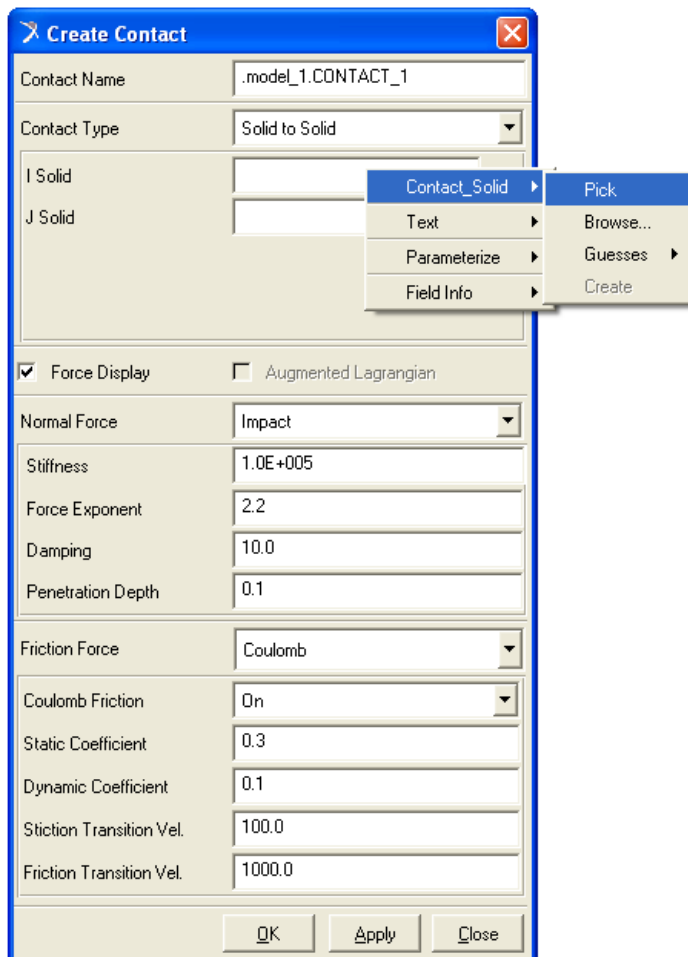 Create Contact
Contact Name .model_1.CONTACT_1
Contact Type Solid to Solid
I Solid
J Solid
Contact_Solid
Text
Parameterize
Field Info
Pick
Browse...
Guesses
Create
Force Display Augmented Lagrangian
Normal Force Impact
Stiffness 1.0E+005
Force Exponent 2.2
Damping 10.0
Penetration Depth 0.1
Friction Force Coulomb
Coulomb Friction On
Static Coefficient 0.3
Dynamic Coefficient 0.1
Stiction Transition Vel. 100.0
Friction Transition Vel. 1000.0
OK Apply Close